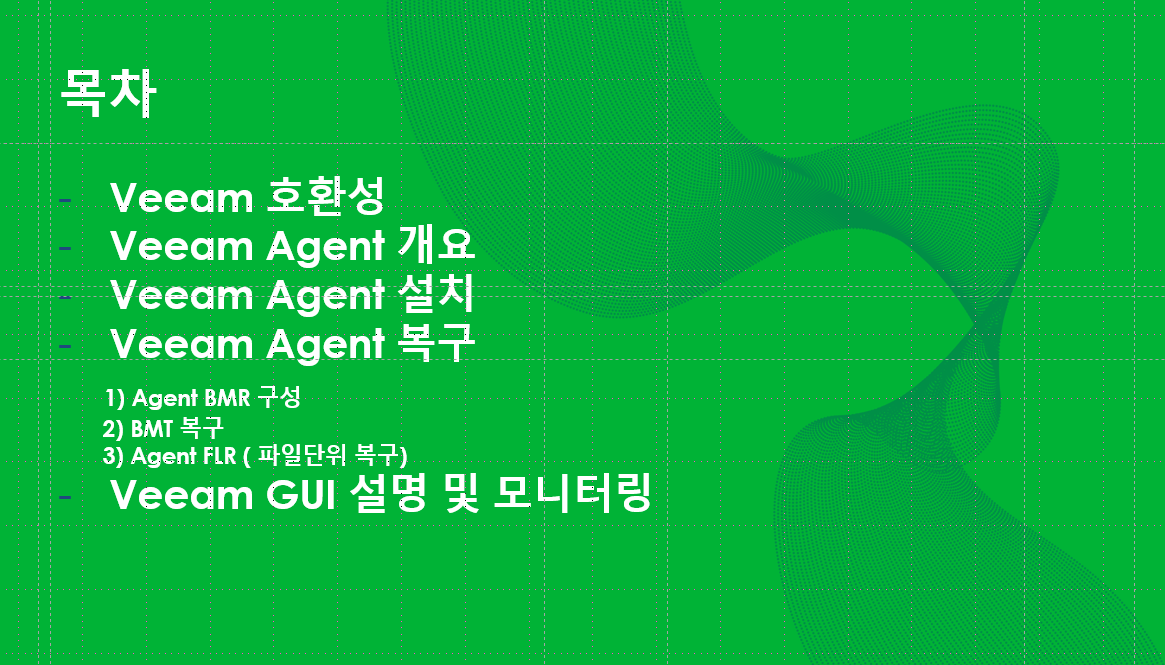 목차
- Veeam 호환성
- Veeam Agent 개요
- Veeam Agent 설치
- Veeam Agent 복구
1) Agent BMR 구성
2) BMT 복구
3) Agent FLR ( 파일단위 복구)
- Veeam GUI 설명 및 모니터링